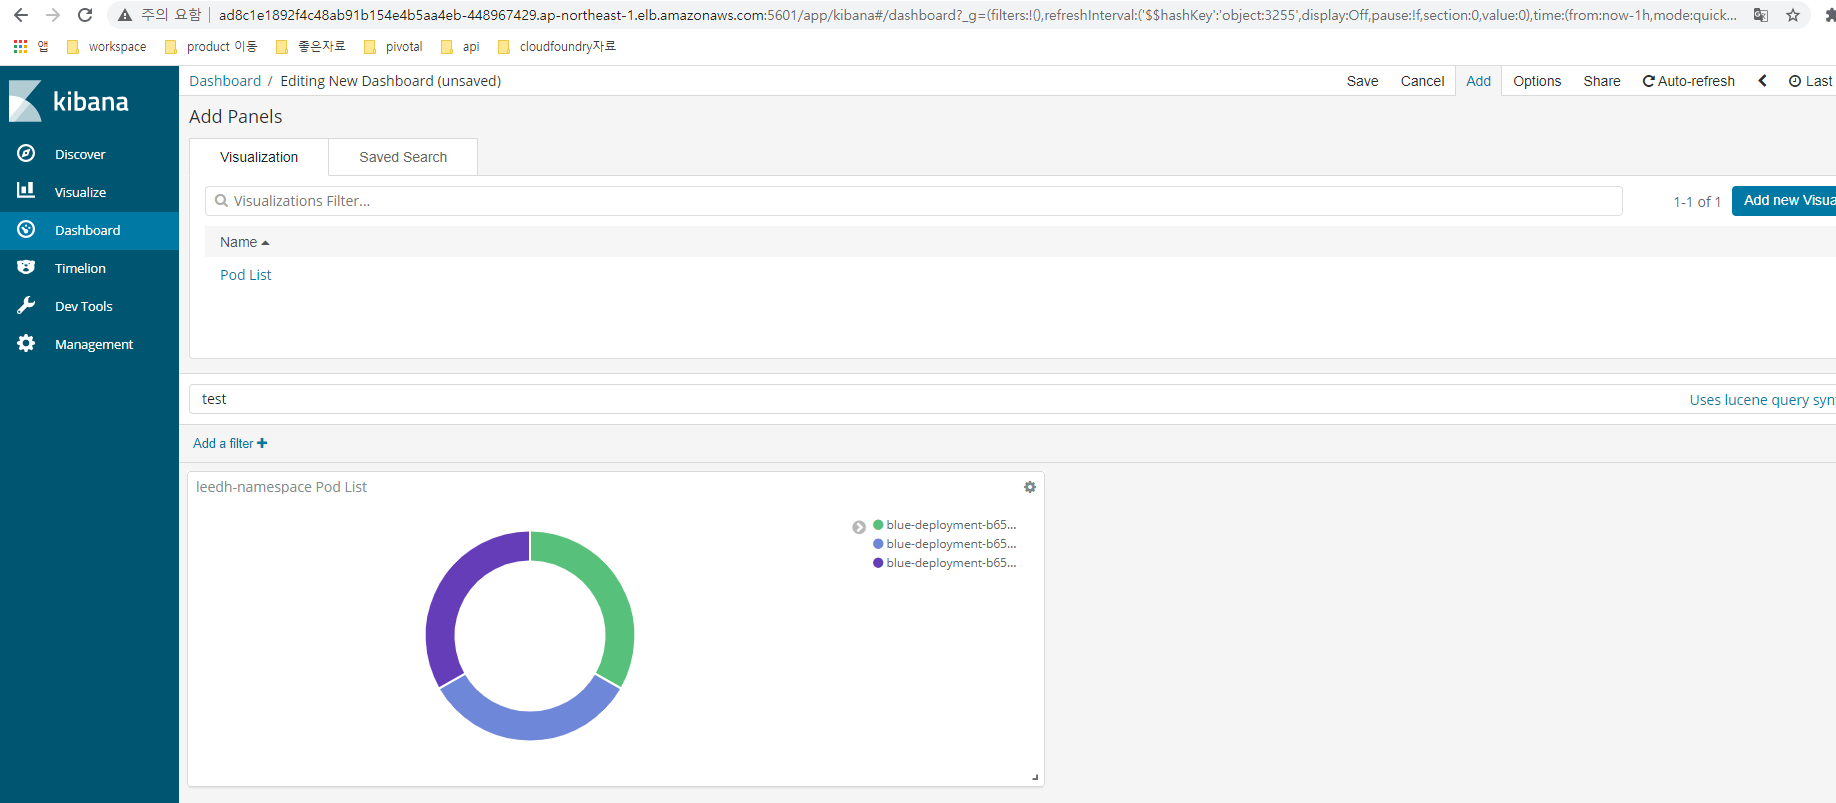 주의 요함 ad8c1e1892f4c48ab91b154e4b5aa4eb-448967429.ap-northeast-1.elb.amazonaws.com:5601/app/kibana#/dashboard?_g=(filters:!(),refreshInterval:('$$hashKey':'object:3255',display:Off,pause:!f,section:0,value:0),time:(from:now-1h,mode:quick...
앱 workspace product 이동 좋은자료 pivotal api cloudfoundry자료
kibana
Discover
Visualize
Dashboard
Timelion
Dev Tools
Management
Dashboard / Editing New Dashboard (unsaved)
Save Cancel Add Options Share Auto-refresh Last
Add Panels
Visualization Saved Search
Visualizations Filter...
1-1 of 1 Add new Visua
Name
Pod List
test
Uses lucene query syn
Add a filter
leedh-namespace Pod List
blue-deployment-b65...
blue-deployment-b65...
blue-deployment-b65...